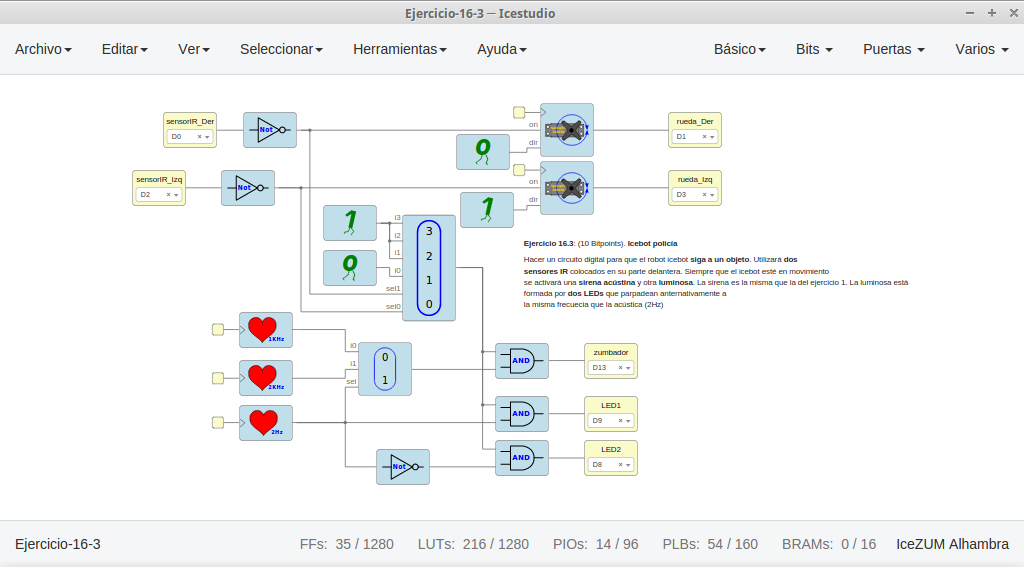 Ejercicio-16-3 — Icestudio
Archivo Editar Ver Seleccionar Herramientas Ayuda Básico Bits Puertas Varios
sensorIR_Der
D0
Not
on
dir
0
rueda_Der
D1
sensorIR_Izq
D2
Not
on
dir
1
rueda_Izq
D3
1
0
i3
i2
i1
i0
sel1
sel0
3
2
1
0
Ejercicio 16.3: (10 Bitpoints). Icebot policía
Hacer un circuito digital para que el robot icebot siga a un objeto. Utilizará dos
sensores IR colocados en su parte delantera. Siempre que el icebot esté en movimiento
se activará una sirena acústina y otra luminosa. La sirena es la misma que la del ejercicio 1. La luminosa está
formada por dos LEDs que parpadean anternativamente a
la misma frecuecia que la acústica (2Hz)
1KHz
2KHz
2Hz
i0
i1
sel
0
1
Not
AND
zumbador
D13
AND
LED1
D9
AND
LED2
D8
Ejercicio-16-3 FFs: 35 / 1280 LUTs: 216 / 1280 PIOs: 14 / 96 PLBs: 54 / 160 BRAMs: 0 / 16 IceZUM Alhambra